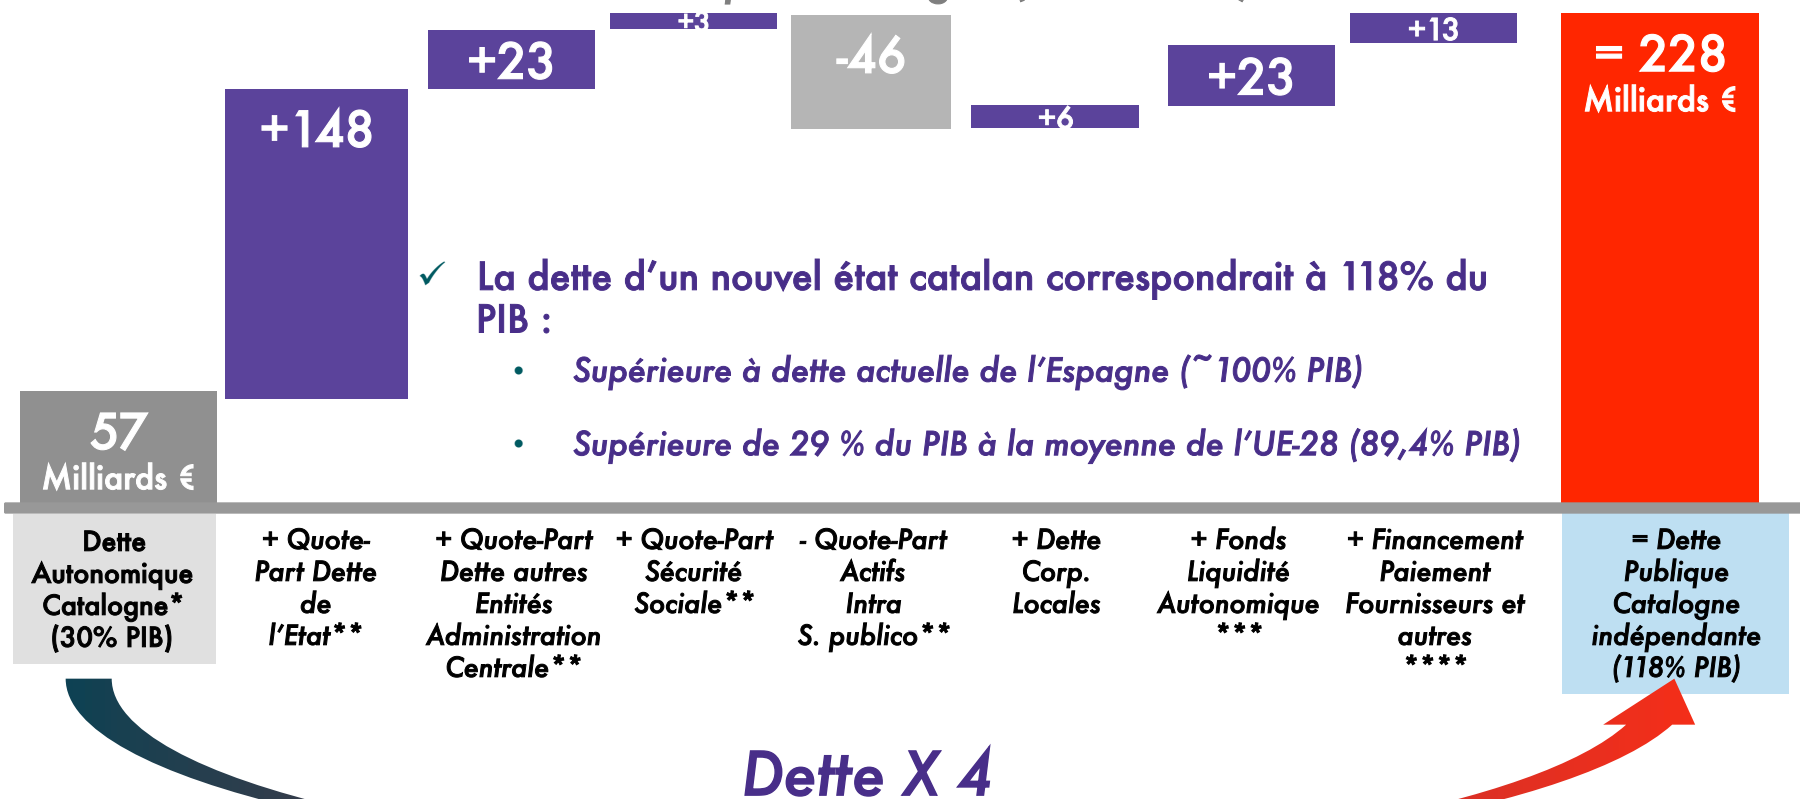 +3
+13
+23
-46
= 228
Milliards €
+23
+148
+6
✓ La dette d’un nouvel état catalan correspondrait à 118% du
PIB :
• Supérieure à dette actuelle de l’Espagne (~100% PIB)
• Supérieure de 29 % du PIB à la moyenne de l’UE-28 (89,4% PIB)
57
Milliards €
Dette
Autonomique
Catalogne*
(30% PIB)
+ Quote-
Part Dette
de
l’Etat**
+ Quote-Part
Dette autres
Entités
Administration
Centrale**
+ Quote-Part
Sécurité
Sociale**
- Quote-Part
Actifs
Intra
S. publico**
+ Dette
Corp.
Locales
+ Fonds
Liquidité
Autonomique
***
+ Financement
Paiement
Fournisseurs et
autres
****
= Dette
Publique
Catalogne
indépendante
(118% PIB)
Dette X 4